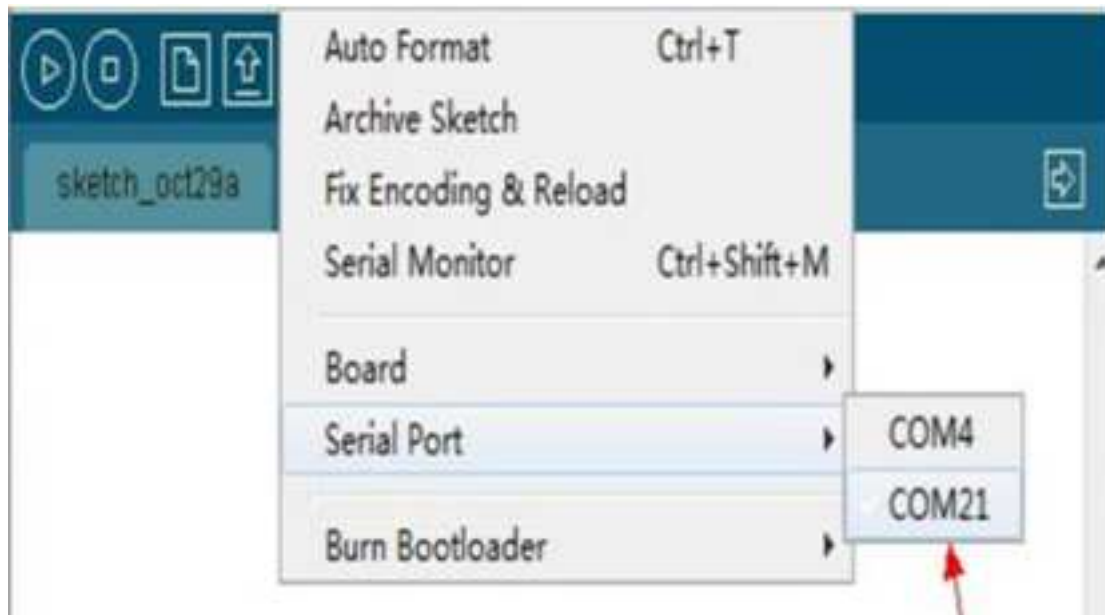 Auto Format Ctrl+T
Archive Sketch
sketch_oct29a
Fix Encoding & Reload
Serial Monitor Ctrl+Shift+M
Board
Serial Port
COM4
COM21
Burn Bootloader